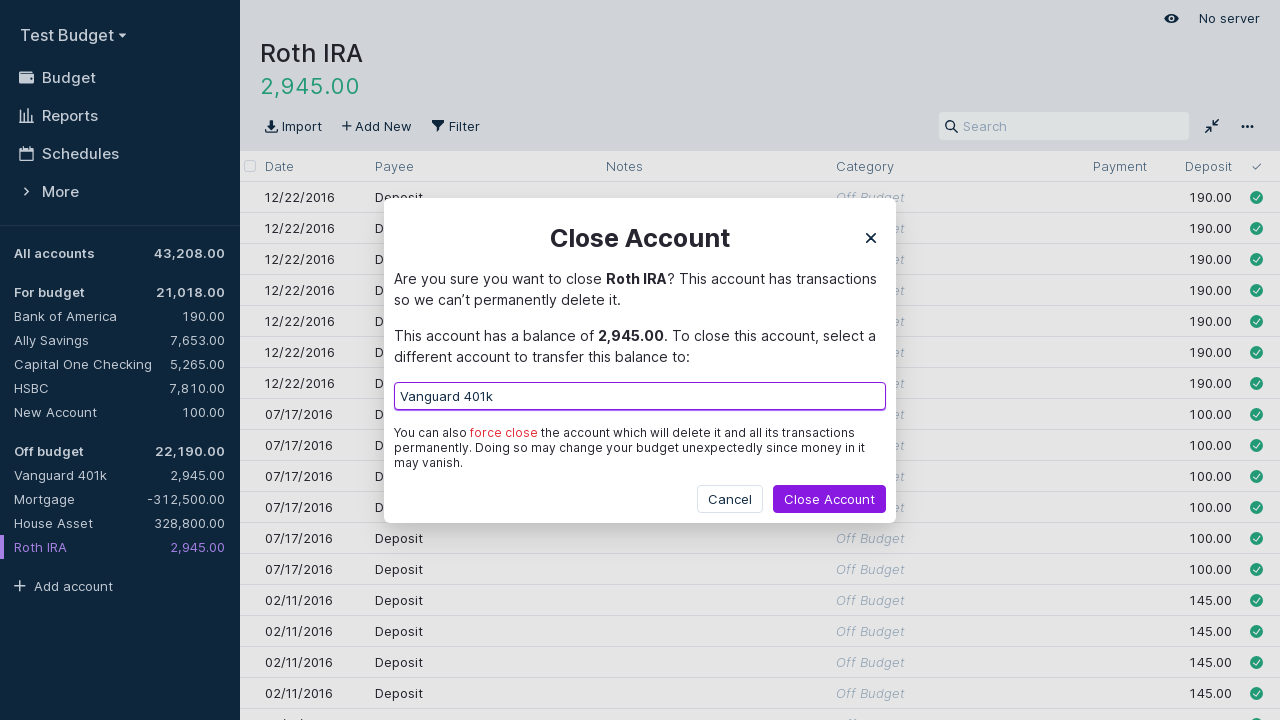 Test Budget
No server
Budget
Reports
Schedules
More
All accounts 43,208.00
For budget 21,018.00
Bank of America 190.00
Ally Savings 7,653.00
Capital One Checking 5,265.00
HSBC 7,810.00
New Account 100.00
Off budget 22,190.00
Vanguard 401k 2,945.00
Mortgage -312,500.00
House Asset 328,800.00
Roth IRA 2,945.00
Add account
Roth IRA
2,945.00
Import Add New Filter Search
Date Payee Notes Category Payment Deposit
12/22/2016 Deposit Off Budget 190.00
12/22/2016 190.00
12/22/2016 190.00
12/22/2016 190.00
12/22/2016 190.00
12/22/2016 190.00
12/22/2016 190.00
07/17/2016 100.00
07/17/2016 100.00
07/17/2016 100.00
07/17/2016 100.00
07/17/2016 Deposit Off Budget 100.00
07/17/2016 Deposit Off Budget 100.00
02/11/2016 Deposit Off Budget 145.00
02/11/2016 Deposit Off Budget 145.00
02/11/2016 Deposit Off Budget 145.00
02/11/2016 Deposit Off Budget 145.00
Close Account
Are you sure you want to close Roth IRA? This account has transactions
so we can’t permanently delete it.
This account has a balance of 2,945.00. To close this account, select a
different account to transfer this balance to:
Vanguard 401k
You can also force close the account which will delete it and all its transactions
permanently. Doing so may change your budget unexpectedly since money in it
may vanish.
Cancel Close Account